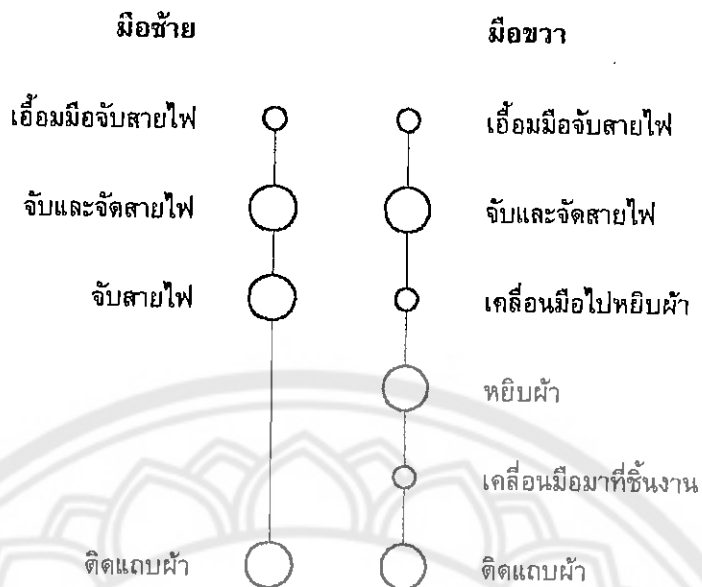 มือซ้าย มือขวา
เอื้อมมือจับสายไฟ เอื้อมมือจับสายไฟ
จับและจัดสายไฟ จับและจัดสายไฟ
จับสายไฟ เคลื่อนมือไปหยิบผ้า
หยิบผ้า
เคลื่อนมือมาที่ชิ้นงาน
ติดแถบผ้า ติดแถบผ้า